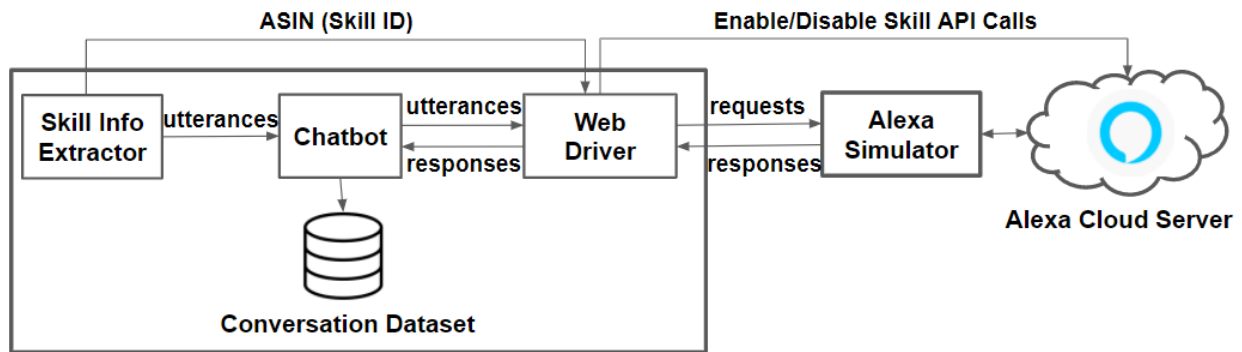 ASIN (Skill ID)
Enable/Disable Skill API Calls
Skill Info
Extractor
utterances
Chatbot
utterances
responses
Web
Driver
requests
responses
Alexa
Simulator
Alexa Cloud Server
Conversation Dataset